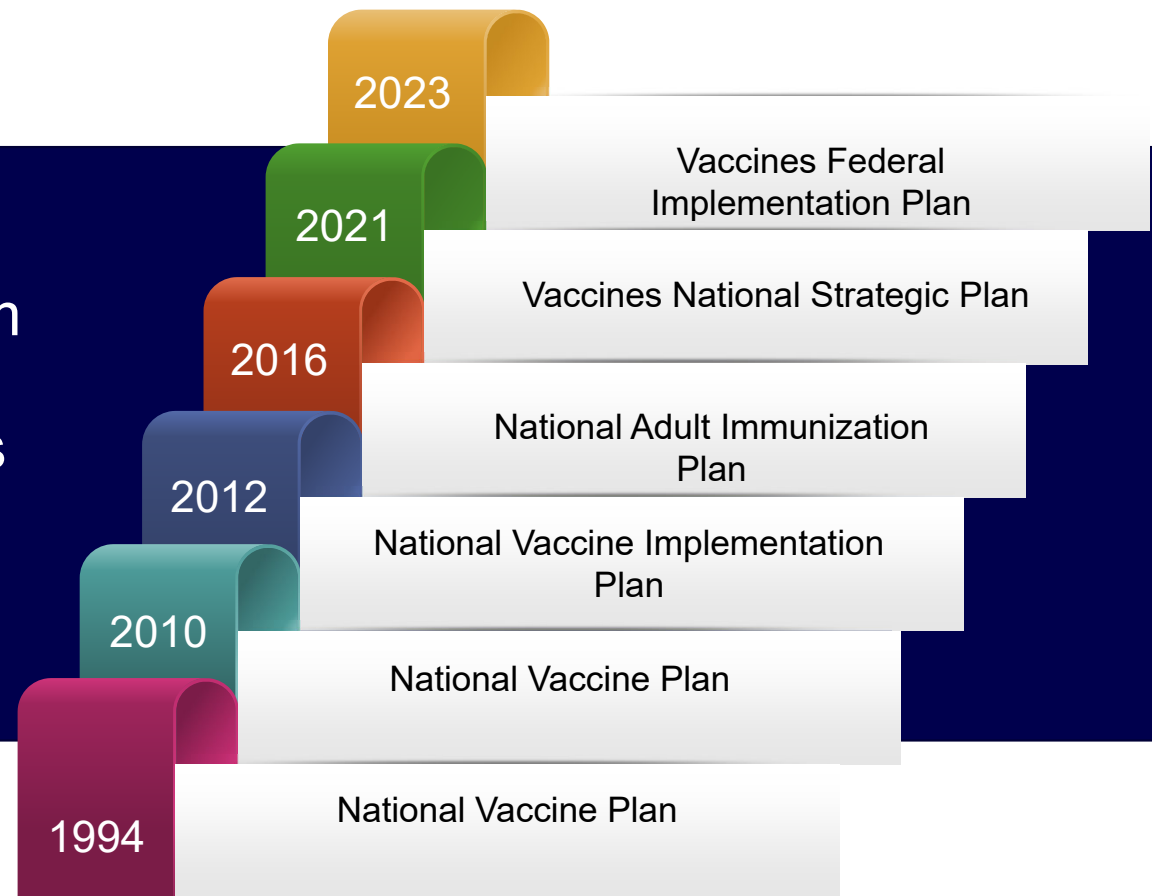 2023
Vaccines Federal
Implementation Plan
2021
Vaccines National Strategic Plan
2016
National Adult Immunization
Plan
2012
National Vaccine Implementation
Plan
2010
National Vaccine Plan
1994
National Vaccine Plan